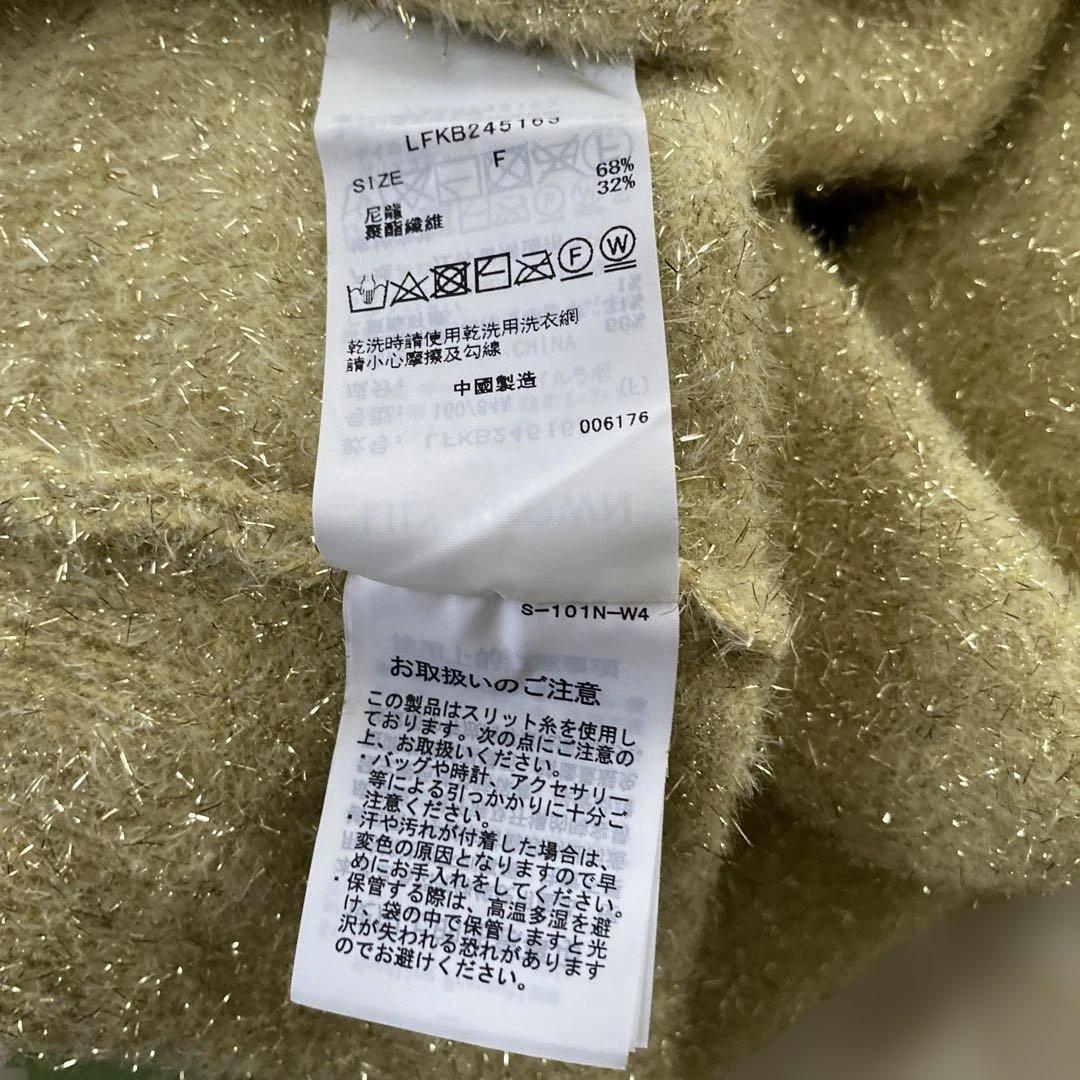 LFKB245169
SIZE F
尼龍 68%
聚酯纖維 32%
F W
乾洗時請使用乾洗用洗衣網
請小心摩擦及勾線
中國製造
006176
S-101N-W4
お取扱いのご注意
この製品はスリット糸を使用し
ております。次の点にご注意の
上、お取扱いください。
・バッグや時計、アクセサリー
等による引っかかりに十分ご
注意ください。
・汗や汚れが付着した場合は、
変色の原因となりますので早
めにお手入れをしてください。
・保管する際は、高温多湿を避
け、袋の中で保管しますと光
沢が失われる恐れがあります
のでお避けください。